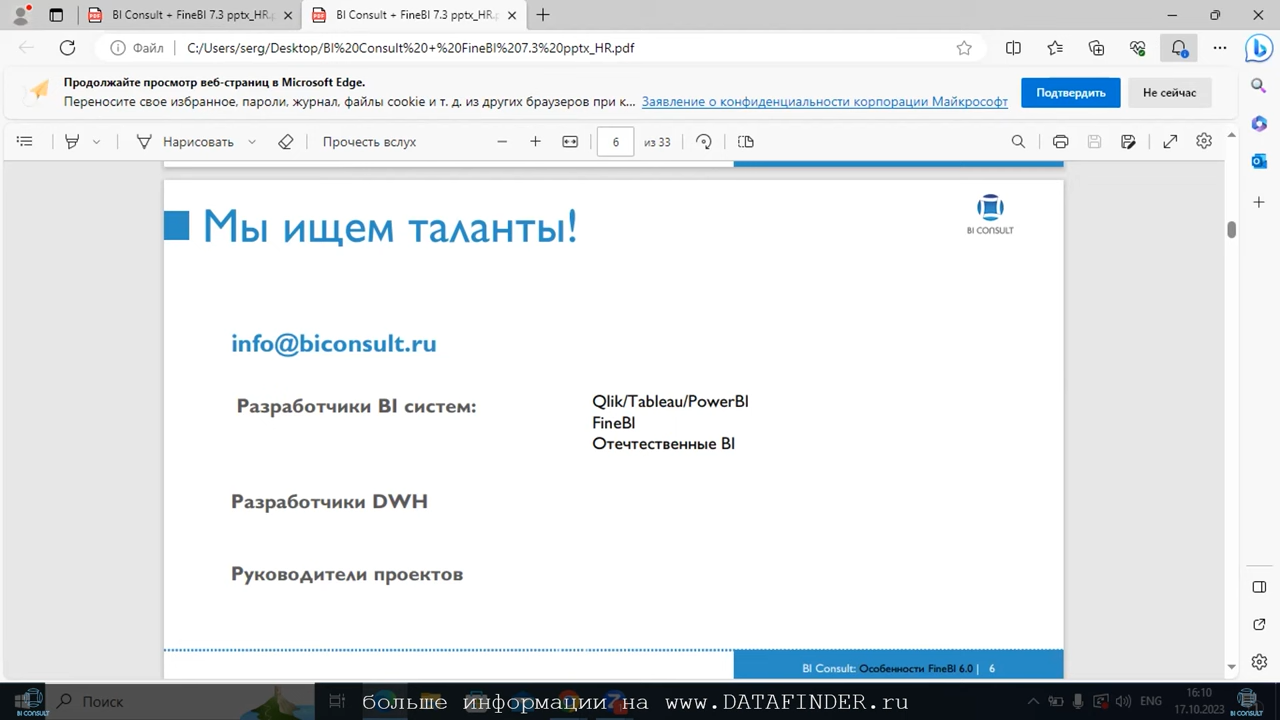 BI Consult + FineBI 7.3 pptx_HR.p
BI Consult + FineBI 7.3 pptx_HR.p
Файл
C:/Users/serg/Desktop/BI%20Consult%20+%20FineBI%207.3%20pptx_HR.pdf
Продолжайте просмотр веб-страниц в Microsoft Edge.
Переносите свое избранное, пароли, журнал, файлы cookie и т. д. из других браузеров при к... Заявление о конфиденциальности корпорации Майкрософт
Подтвердить
Не сейчас
Нарисовать
Прочесть вслух
6 из 33
Мы ищем таланты!
BI CONSULT
info@biconsult.ru
Разработчики BI систем:
Qlik/Tableau/PowerBI
FineBI
Отечтественные BI
Разработчики DWH
Руководители проектов
BI Consult: Особенности FineBI 6.0 | 6
BI CONSULT
Поиск
больше информации на www.DATAFINDER.ru
ENG
16:10
17.10.2023
BI CONSULT